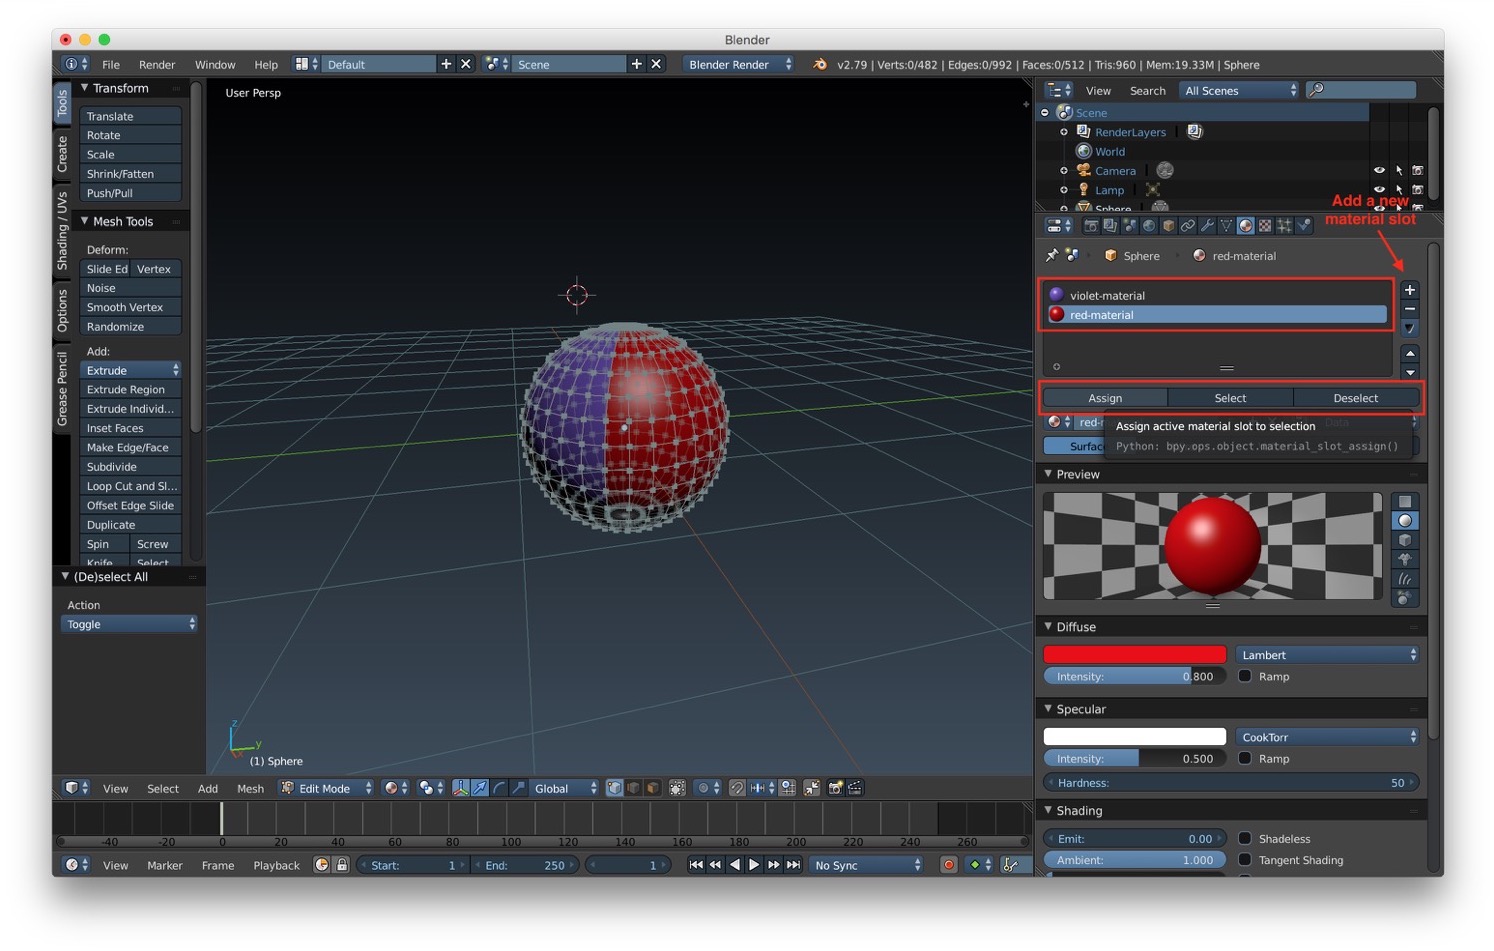 Blender
File Render Window Help Default Scene Blender Render v2.79 | Verts:0/482 | Edges:0/992 | Faces:0/512 | Tris:960 | Mem:19.33M | Sphere
Tools
Create
Shading / UVs
Options
Grease Pencil
Transform
Translate
Rotate
Scale
Shrink/Fatten
Push/Pull
Mesh Tools
Deform:
Slide Ed Vertex
Noise
Smooth Vertex
Randomize
Add:
Extrude
Extrude Region
Extrude Individ...
Inset Faces
Make Edge/Face
Subdivide
Loop Cut and Sl...
Offset Edge Slide
Duplicate
Spin Screw
Knife Select
(De)select All
Action
Toggle
User Persp
z
y
x
(1) Sphere
View Select Add Mesh Edit Mode Global
-40 -20 0 20 40 60 80 100 120 140 160 180 200 220 240 260
View Marker Frame Playback Start: 1 End: 250 1 No Sync
View Search All Scenes
Scene
RenderLayers
World
Camera
Lamp
Sphere
Add a new
material slot
Sphere red-material
violet-material
red-material
Assign Select Deselect
red-m Data
Assign active material slot to selection
Surfac
Python: bpy.ops.object.material_slot_assign()
Preview
Diffuse
Lambert
Intensity: 0.800 Ramp
Specular
CookTorr
Intensity: 0.500 Ramp
Hardness: 50
Shading
Emit: 0.00 Shadeless
Ambient: 1.000 Tangent Shading